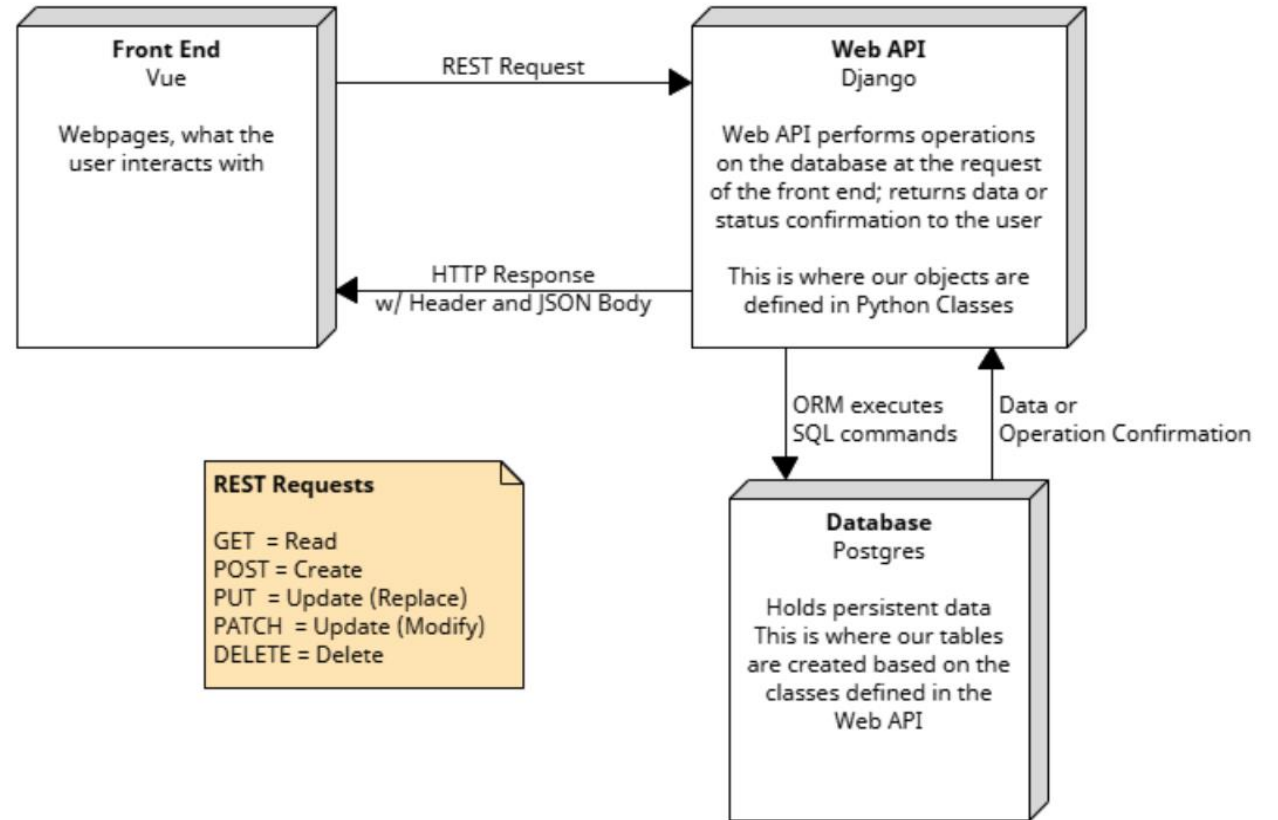 Front End
Vue
Webpages, what the
user interacts with
REST Request
HTTP Response
w/ Header and JSON Body
Web API
Django
Web API performs operations
on the database at the request
of the front end; returns data or
status confirmation to the user
This is where our objects are
defined in Python Classes
ORM executes
SQL commands
Data or
Operation Confirmation
REST Requests
GET = Read
POST = Create
PUT = Update (Replace)
PATCH = Update (Modify)
DELETE = Delete
Database
Postgres
Holds persistent data
This is where our tables
are created based on the
classes defined in the
Web API